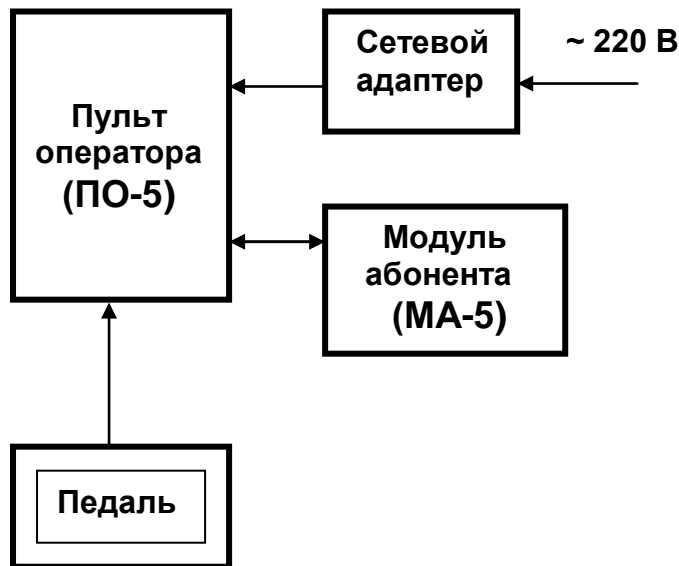 Пульт
оператора
(ПО-5)
Сетевой
адаптер
~ 220 В
Модуль
абонента
(МА-5)
Педаль